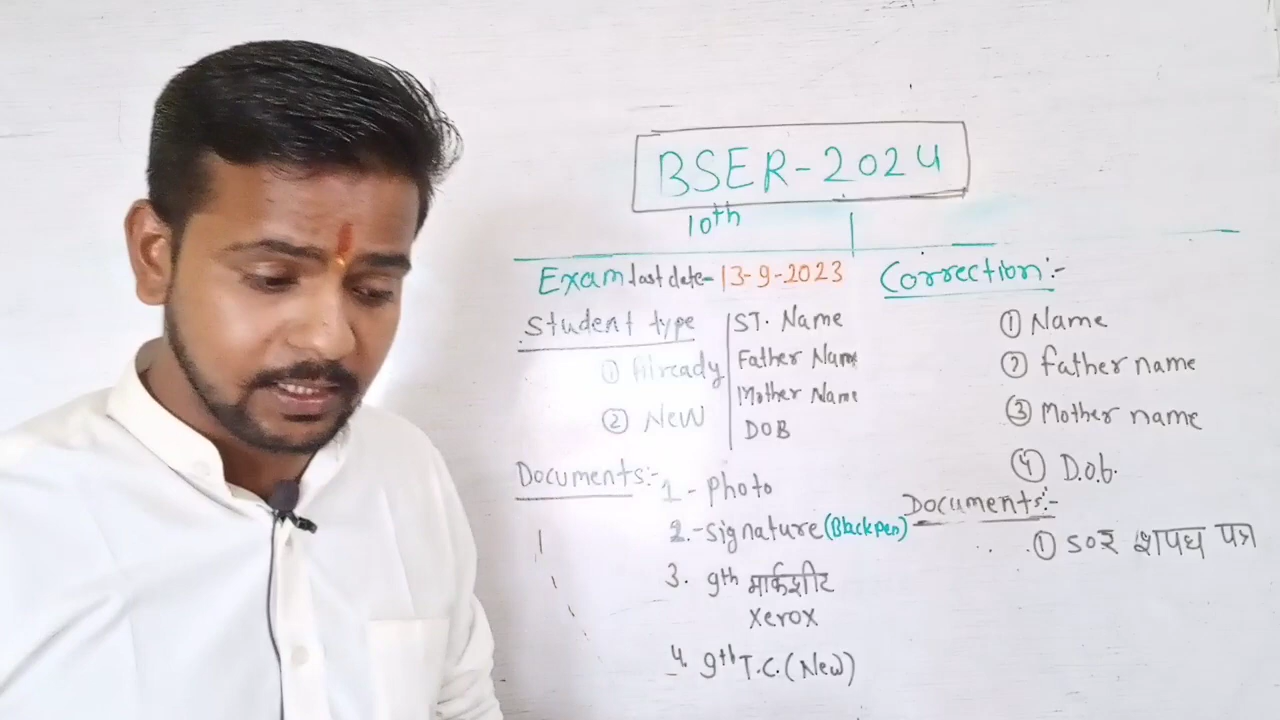 BSER-2024
10th
Exam last date- 13-9-2023
Student type
① Already
② New
ST. Name
Father Name
Mother Name
DOB
Documents:-
1 - photo
2.-signature (Black pen)
3. 9th मार्कशीट
xerox
4. 9th T.C. (New)
Correction:-
① Name
② father name
③ Mother name
④ D.o.b.
Documents:-
① 50रु शपथ पत्र